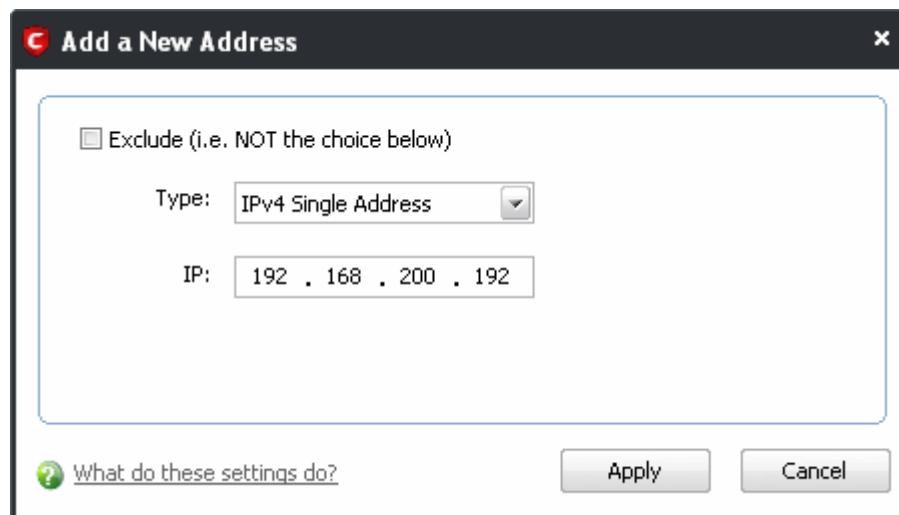 Add a New Address
Exclude (i.e. NOT the choice below)
Type: IPv4 Single Address
IP: 192 . 168 . 200 . 192
What do these settings do? Apply Cancel